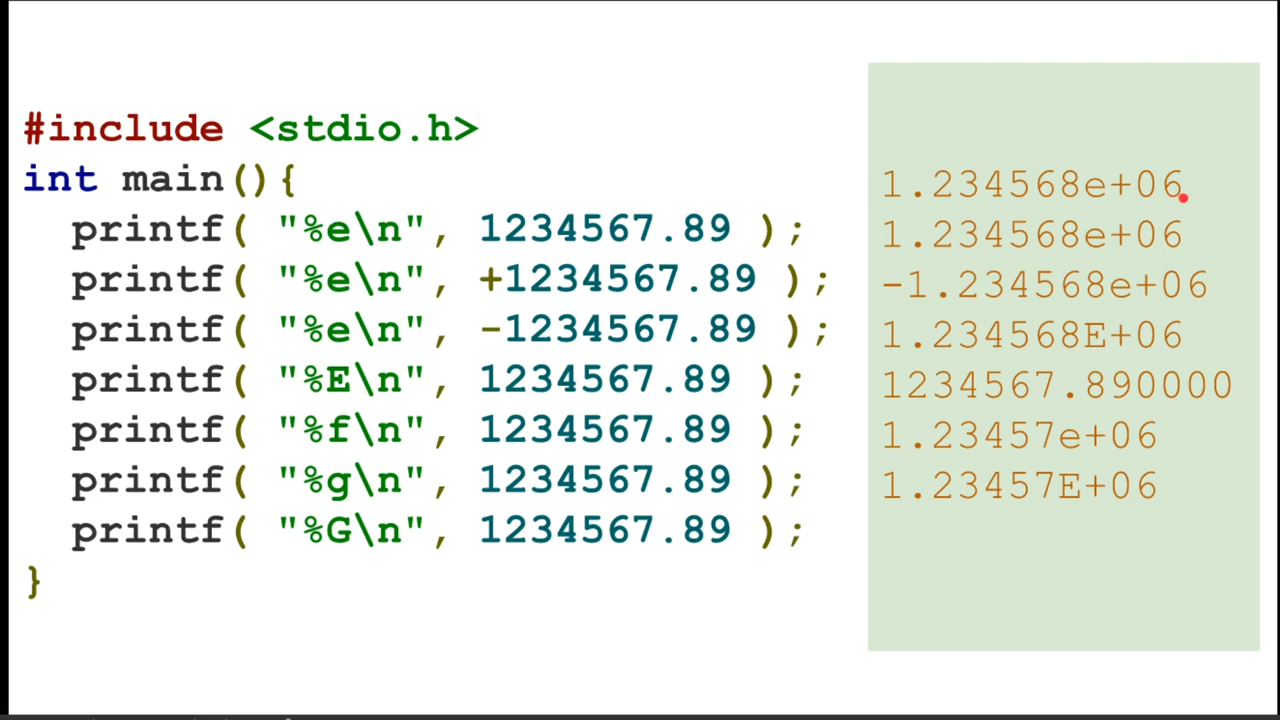 #include <stdio.h>
int main(){
printf( "%e\n", 1234567.89 );
printf( "%e\n", +1234567.89 );
printf( "%e\n", -1234567.89 );
printf( "%E\n", 1234567.89 );
printf( "%f\n", 1234567.89 );
printf( "%g\n", 1234567.89 );
printf( "%G\n", 1234567.89 );
}
1.234568e+06
1.234568e+06
-1.234568e+06
1.234568E+06
1234567.890000
1.23457e+06
1.23457E+06